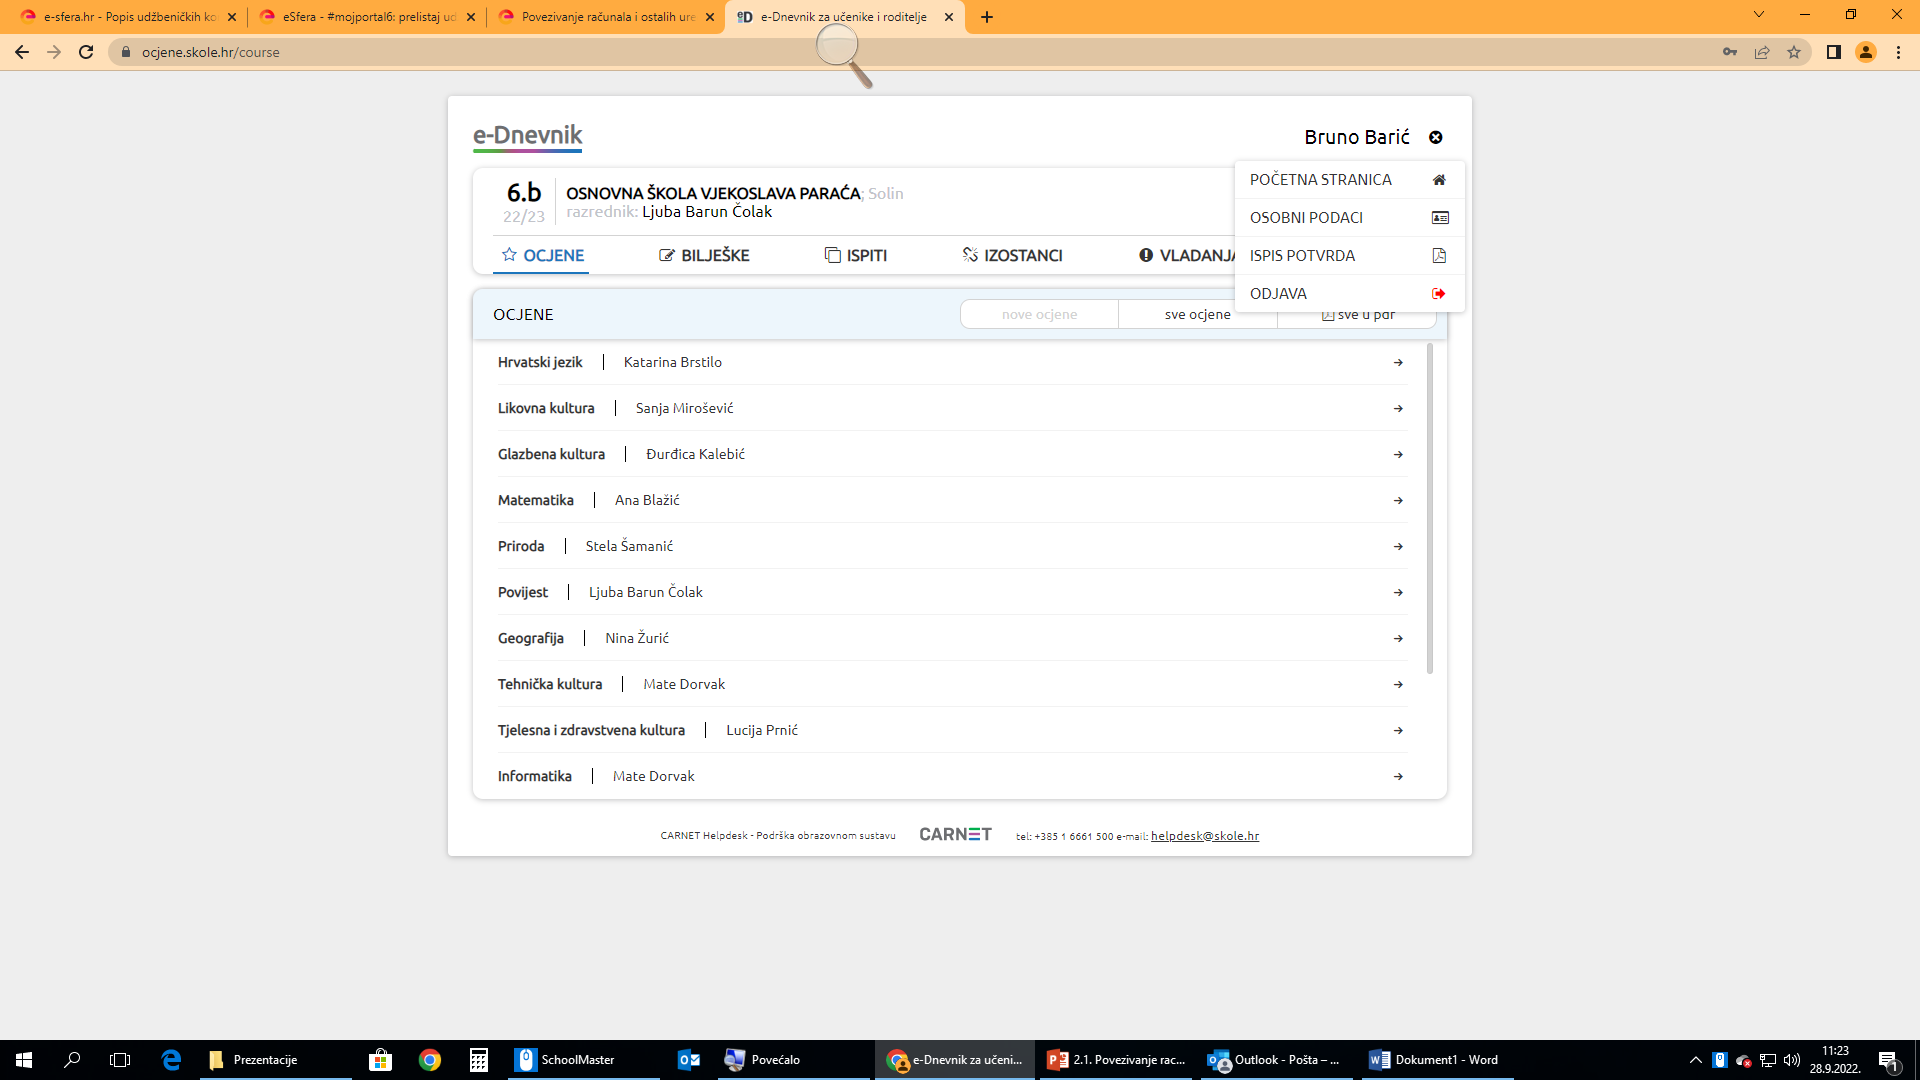 e-sfera.hr - Popis udžbeničkih ko
eSfera - #mojportal6: prelistaj ud
Povezivanje računala i ostalih ure
eD e-Dnevnik za učenike i roditelje
ocjene.skole.hr/course
e-Dnevnik
Bruno Barić
POČETNA STRANICA
OSOBNI PODACI
ISPIS POTVRDA
ODJAVA
6.b
22/23
OSNOVNA ŠKOLA VJEKOSLAVA PARAĆA; Solin
razrednik: Ljuba Barun Čolak
OCJENE BILJEŠKE ISPITI IZOSTANCI VLADANJA
OCJENE
nove ocjene sve ocjene sve u pdf
Hrvatski jezik | Katarina Brstilo
Likovna kultura | Sanja Mirošević
Glazbena kultura | Đurđica Kalebić
Matematika | Ana Blažić
Priroda | Stela Šamanić
Povijest | Ljuba Barun Čolak
Geografija | Nina Žurić
Tehnička kultura | Mate Dorvak
Tjelesna i zdravstvena kultura | Lucija Prnić
Informatika | Mate Dorvak
CARNET Helpdesk - Podrška obrazovnom sustavu CARNET tel: +385 1 6661 500 e-mail: helpdesk@skole.hr
Prezentacije
SchoolMaster
Povećalo
e-Dnevnik za učeni...
2.1. Povezivanje rac...
Outlook - Pošta – ...
Dokument1 - Word
11:23
28.9.2022.
1